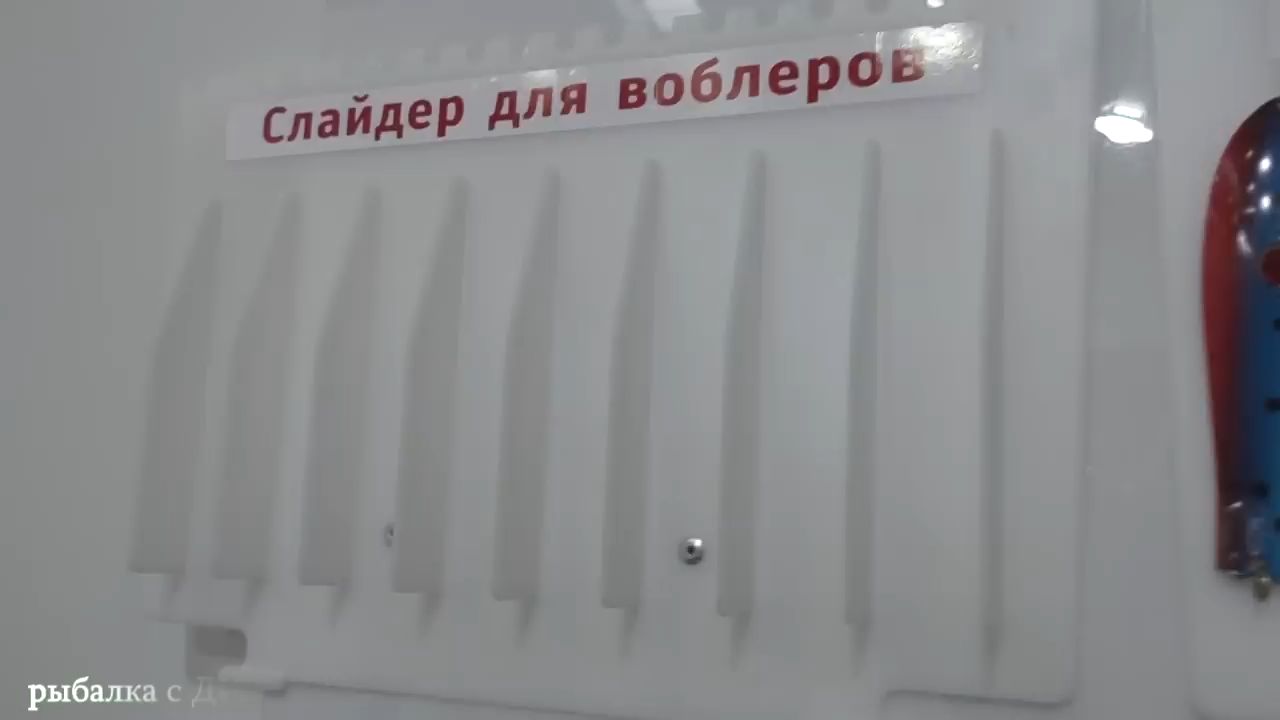 Слайдер для воблеров
рыбалка с